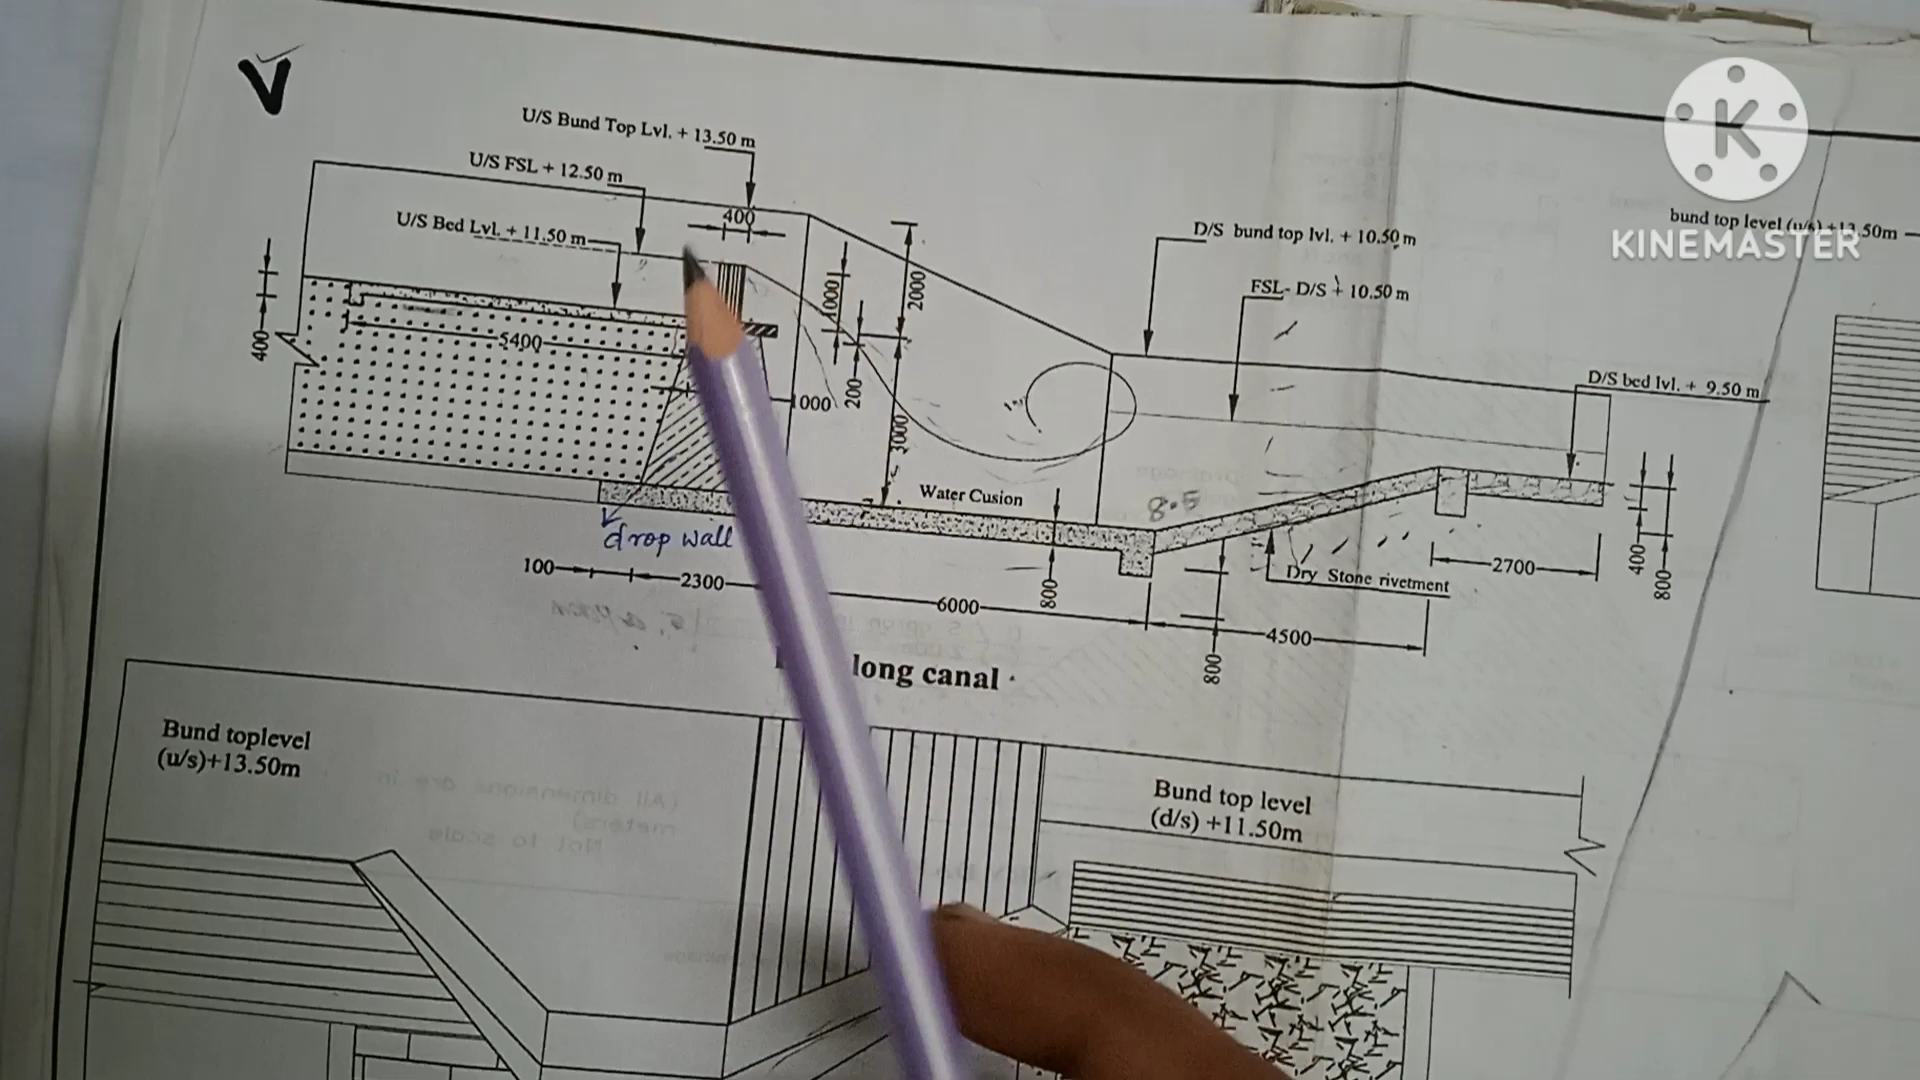 V
U/S Bund Top Lvl. + 13.50 m
U/S FSL + 12.50 m
U/S Bed Lvl. + 11.50 m
400
400
5400
1000
2000
1000
200
3000
D/S bund top lvl. + 10.50 m
FSL- D/S + 10.50 m
D/S bed lvl. + 9.50 m
bund top level (u/s) +13.50m
K
KINEMASTER
Water Cusion
8.5
drop wall
Dry Stone rivetment
100
2300
6000
800
4500
800
2700
400
800
long canal
Bund toplevel
(u/s)+13.50m
Bund top level
(d/s) +11.50m